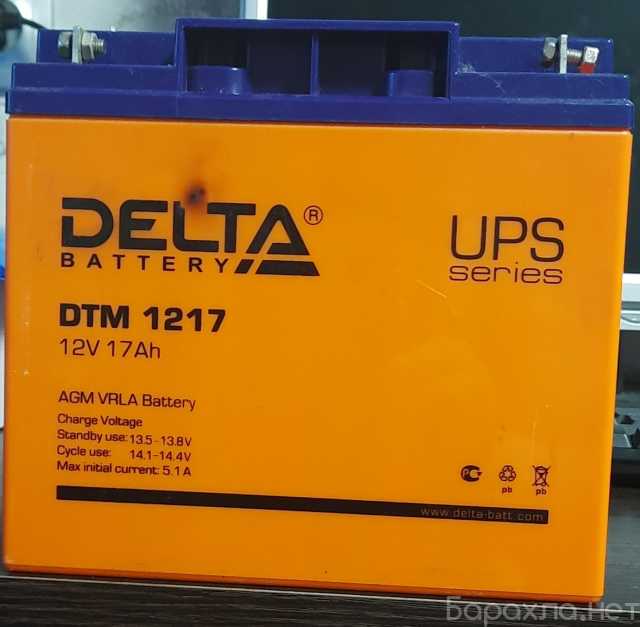 DELTA®
BATTERY
UPS
series
DTM 1217
12V 17Ah
AGM VRLA Battery
Charge Voltage
Standby use: 13.5-13.8V
Cycle use: 14.1-14.4V
Max initial current: 5.1 A
pb pb
www.delta-batt.com
Барахла.Нет